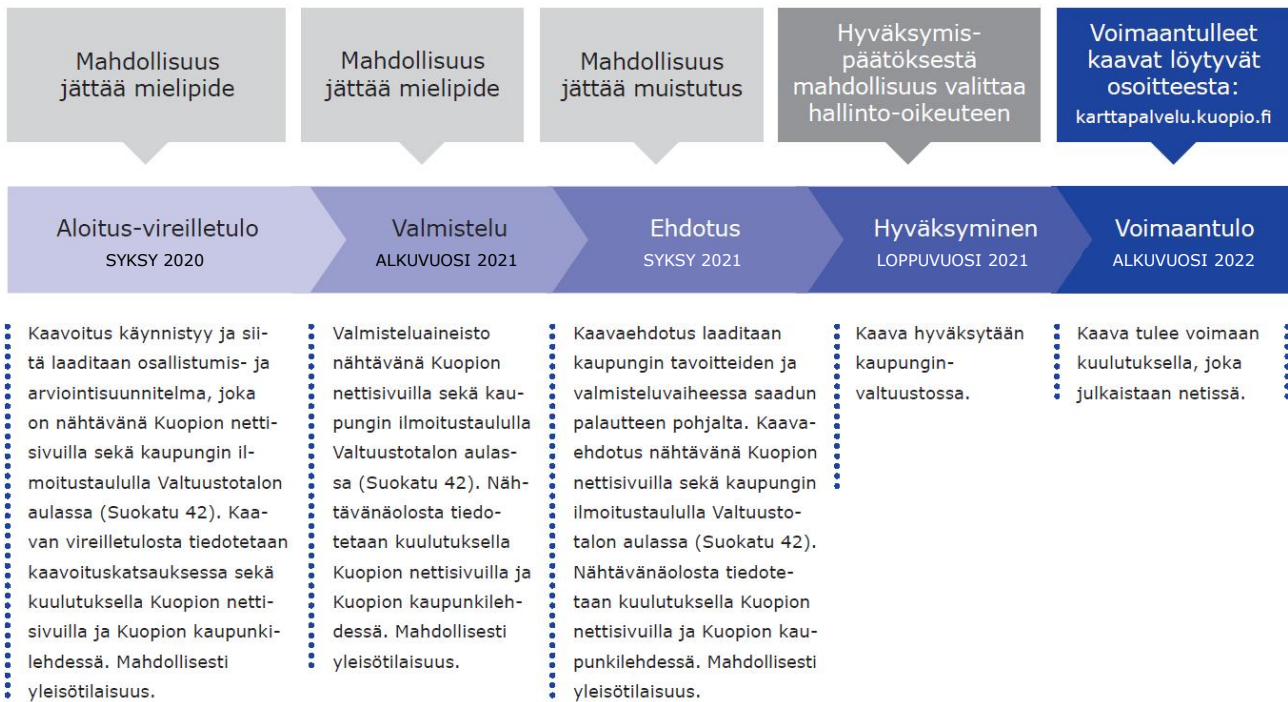 Mahdollisuus
jättää mielipide
Mahdollisuus
jättää mielipide
Mahdollisuus
jättää muistutus
Hyväksymis-
päätöksestä
mahdollisuus valittaa
hallinto-oikeuteen
Voimaantulleet
kaavat löytyvät
osoitteesta:
karttapalvelu.kuopio.fi
Aloitus-vireilletulo
SYKSY 2020
Valmistelu
ALKUVUOSI 2021
Ehdotus
SYKSY 2021
Hyväksyminen
LOPPUVUOSI 2021
Voimaantulo
ALKUVUOSI 2022
Kaavoitus käynnistyy ja sii-
tä laaditaan osallistumis- ja
arviointisuunnitelma, joka
on nähtävänä Kuopion netti-
sivuilla sekä kaupungin il-
moitustaululla Valtuustotalon
aulassa (Suokatu 42). Kaa-
van vireilletulosta tiedotetaan
kaavoituskatsauksessa sekä
kuulutuksella Kuopion netti-
sivuilla ja Kuopion kaupunki-
lehdessä. Mahdollisesti
yleisötilaisuus.
Valmisteluaineisto
nähtävänä Kuopion
nettisivuilla sekä kau-
pungin ilmoitustaululla
Valtuustotalon aulas-
sa (Suokatu 42). Näh-
tävänäolosta tiedo-
tetaan kuulutuksella
Kuopion nettisivuilla ja
Kuopion kaupunkileh-
dessä. Mahdollisesti
yleisötilaisuus.
Kaavaehdotus laaditaan
kaupungin tavoitteiden ja
valmisteluvaiheessa saadun
palautteen pohjalta. Kaava-
ehdotus nähtävänä Kuopion
nettisivuilla sekä kaupungin
ilmoitustaululla Valtuusto-
talon aulassa (Suokatu 42).
Nähtävänäolosta tiedote-
taan kuulutuksella Kuopion
nettisivuilla ja Kuopion kau-
punkilehdessä. Mahdollisesti
yleisötilaisuus.
Kaava hyväksytään
kaupungin-
valtuustossa.
Kaava tulee voimaan
kuulutuksella, joka
julkaistaan netissä.